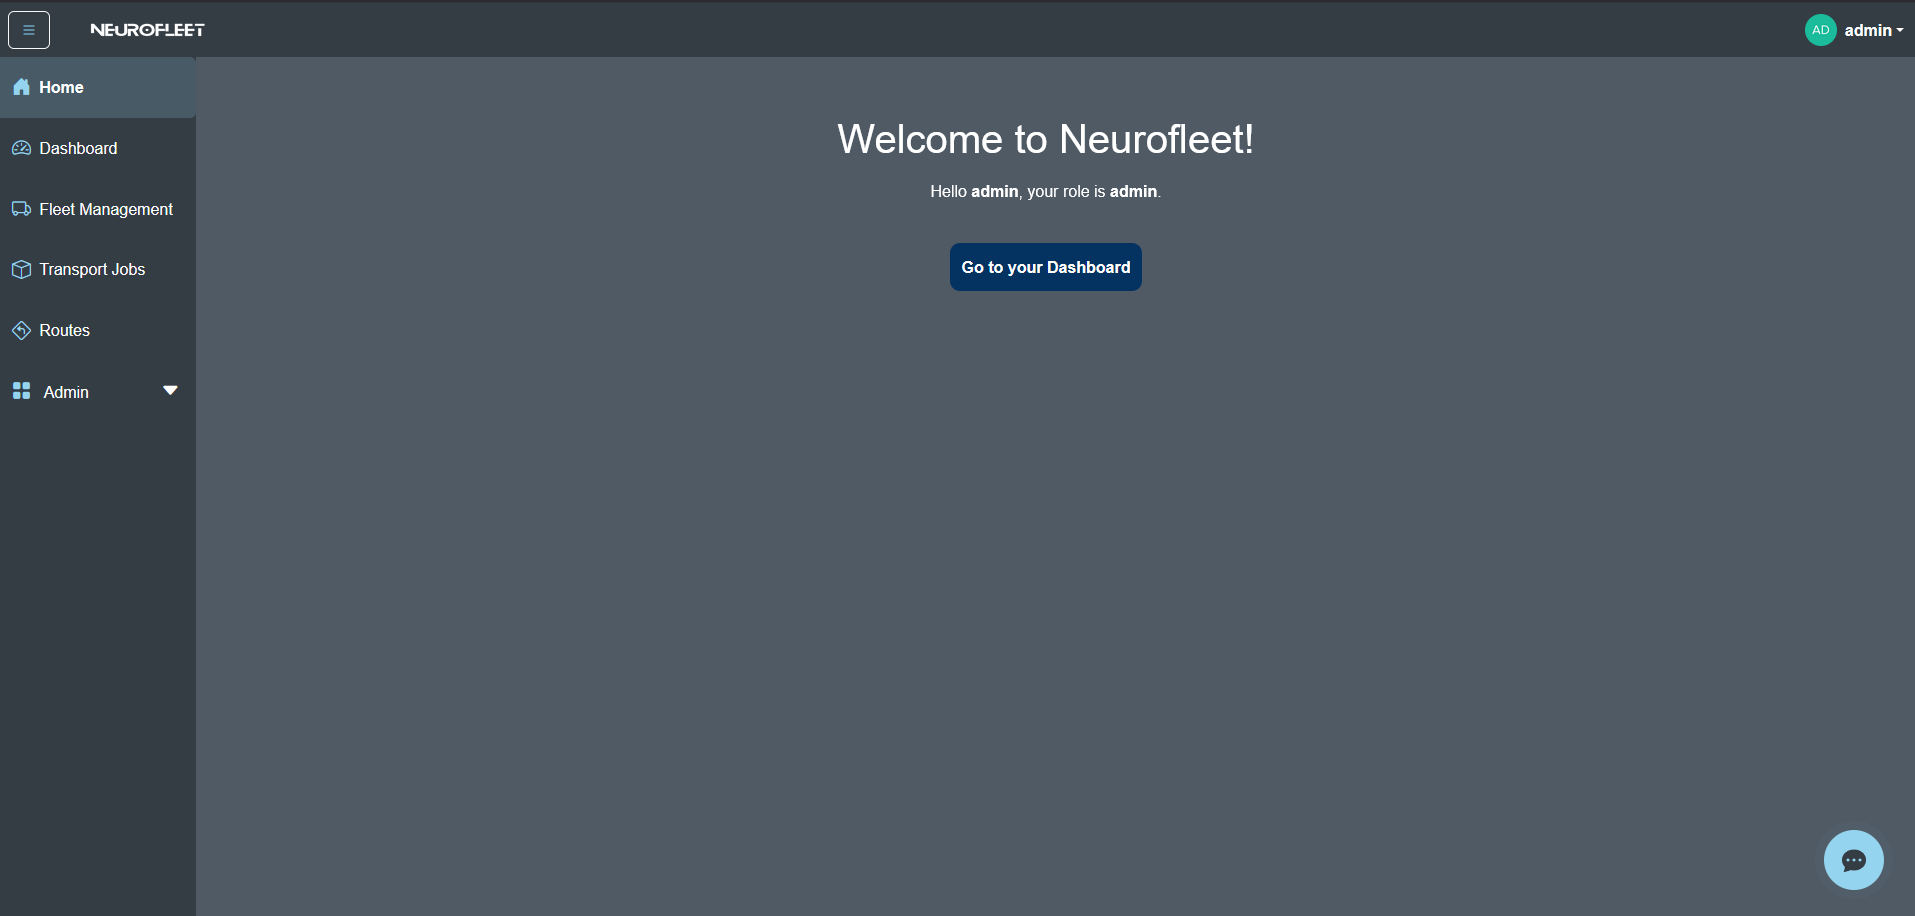 NEUROFLEET
AD admin
Home
Dashboard
Fleet Management
Transport Jobs
Routes
Admin
Welcome to Neurofleet!
Hello admin, your role is admin.
Go to your Dashboard